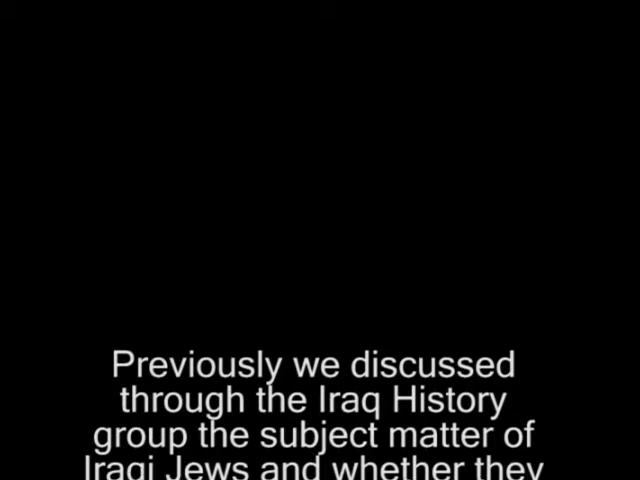 Previously we discussed
through the Iraq History
group the subject matter of
Iraqi Jews and whether they